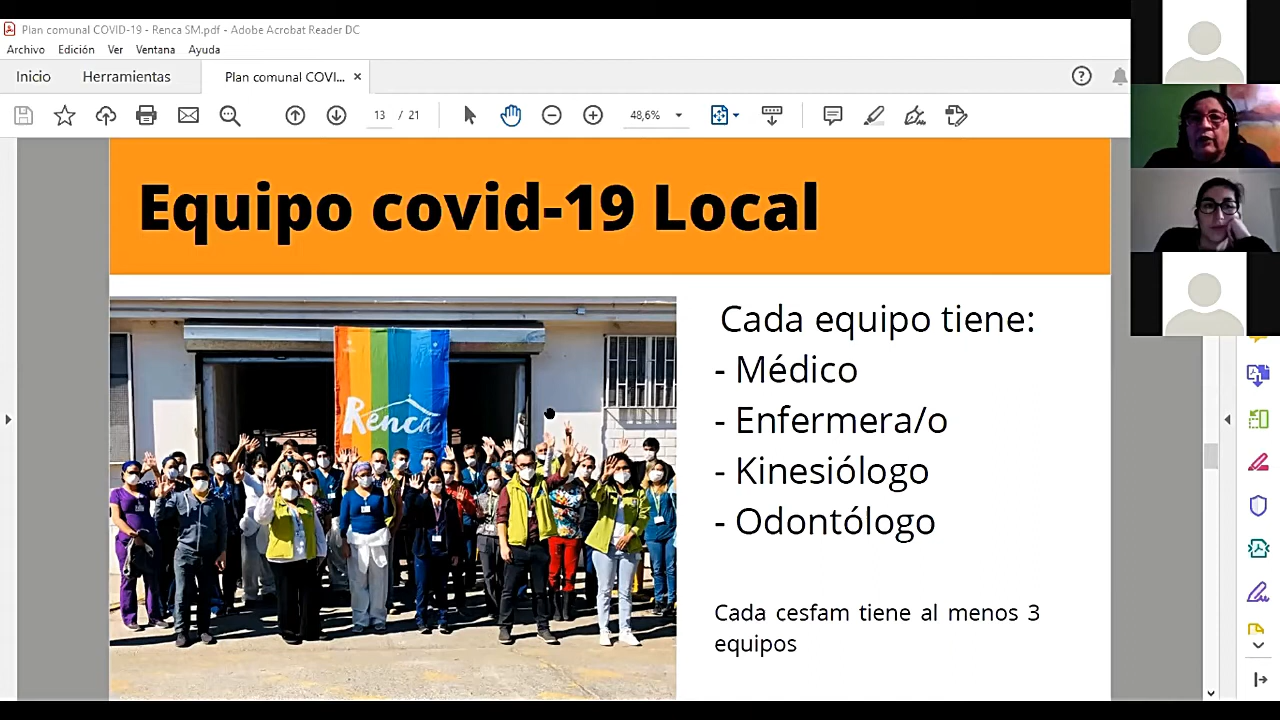 Plan comunal COVID-19 - Renca SM.pdf - Adobe Acrobat Reader DC
Archivo Edición Ver Ventana Ayuda
Inicio Herramientas Plan comunal COVI... ×
13 / 21 48,6%
Equipo covid-19 Local
Renca
Cada equipo tiene:
- Médico
- Enfermera/o
- Kinesiólogo
- Odontólogo
Cada cesfam tiene al menos 3
equipos